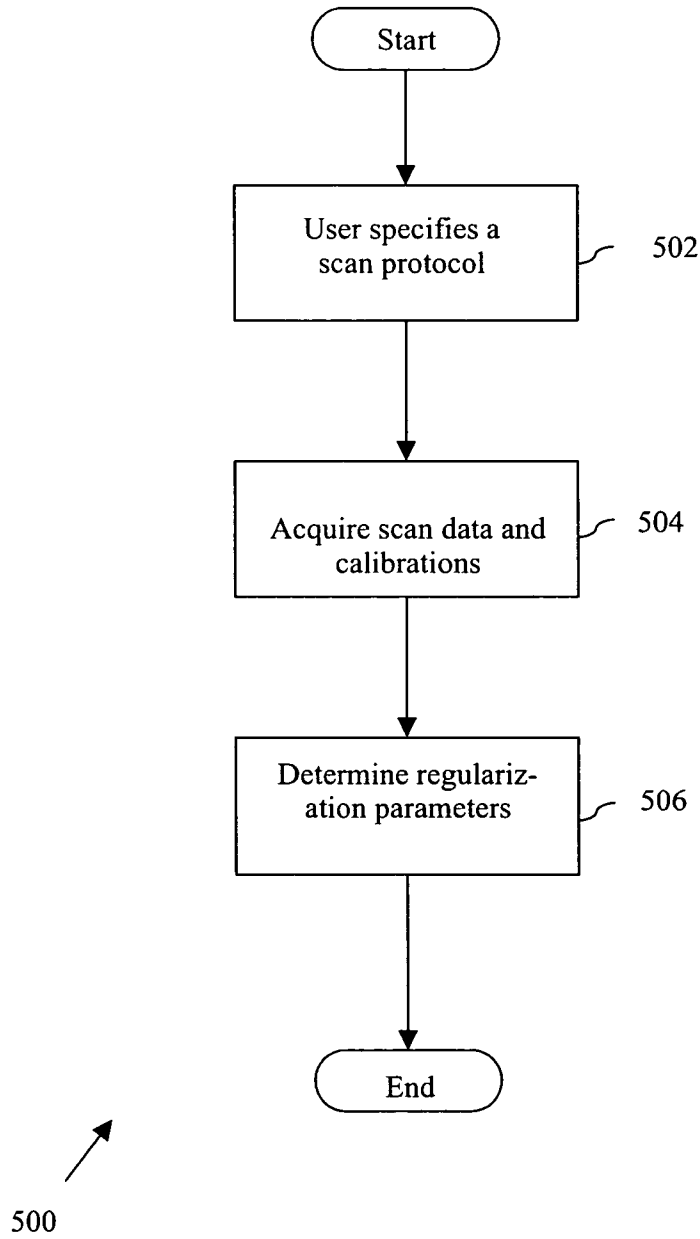 Start
User specifies a
scan protocol
502
Acquire scan data and
calibrations
504
Determine regulariz-
ation parameters
506
End
500